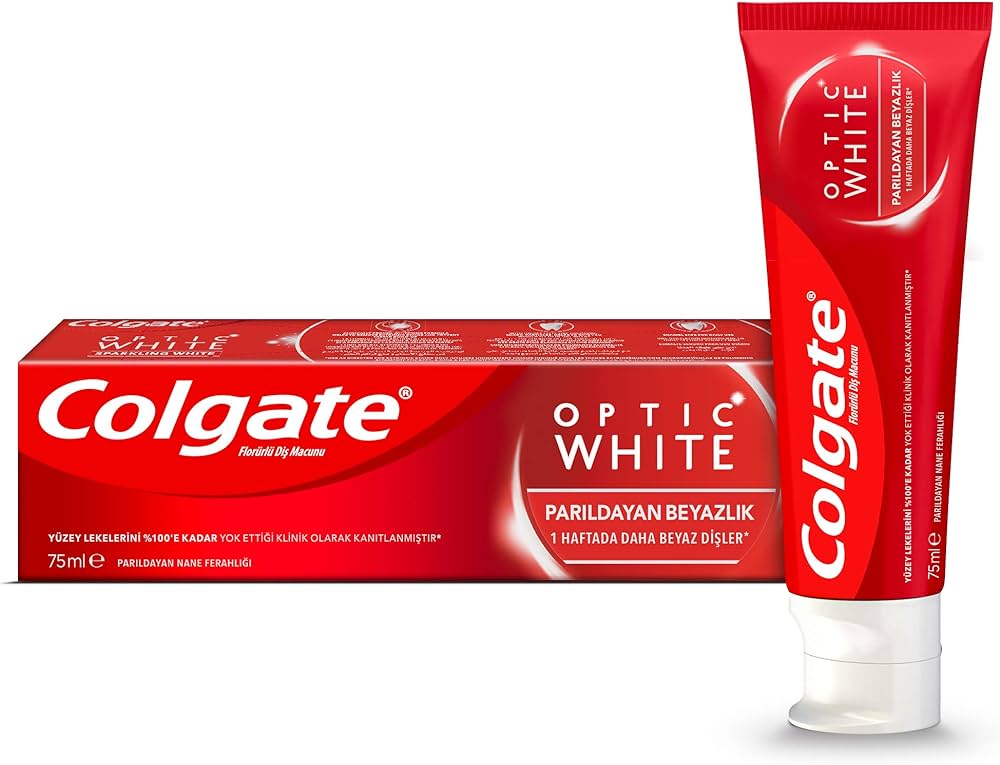 Colgate®
OPTIC
WHITE
SPARKLING WHITE
Colgate®
Florürlü Diş Macunu
OPTIC
WHITE
PARILDAYAN BEYAZLIK
1 HAFTADA DAHA BEYAZ DİŞLER*
YÜZEY LEKELERİNİ %100'E KADAR YOK ETTİĞİ KLİNİK OLARAK KANITLANMIŞTIR*
75ml e PARILDAYAN NANE FERAHLIĞI
OPTIC
WHITE
PARILDAYAN BEYAZLIK
1 HAFTADA DAHA BEYAZ DİŞLER*
Colgate®
Florürlü Diş Macunu
YÜZEY LEKELERİNİ %100'E KADAR YOK ETTİĞİ KLİNİK OLARAK KANITLANMIŞTIR*
75ml e PARILDAYAN NANE FERAHLIĞI